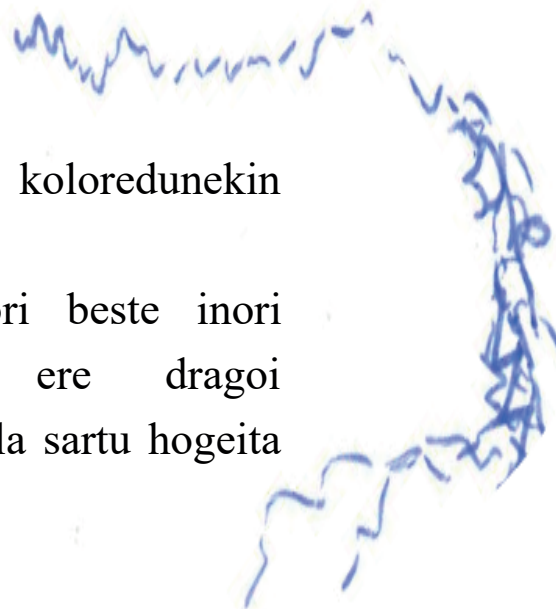 koloredunekin
ri beste inori
ere dragoi
la sartu hogeita